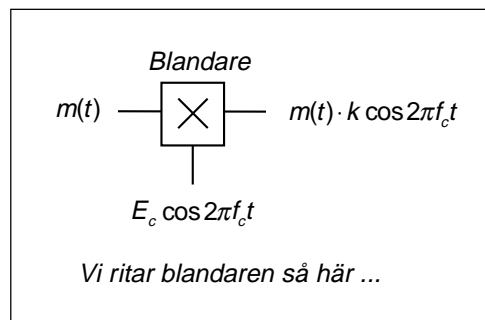 Blandare
m(t)
m(t) · k cos 2πf_c t
E_c cos 2πf_c t
Vi ritar blandaren så här ...